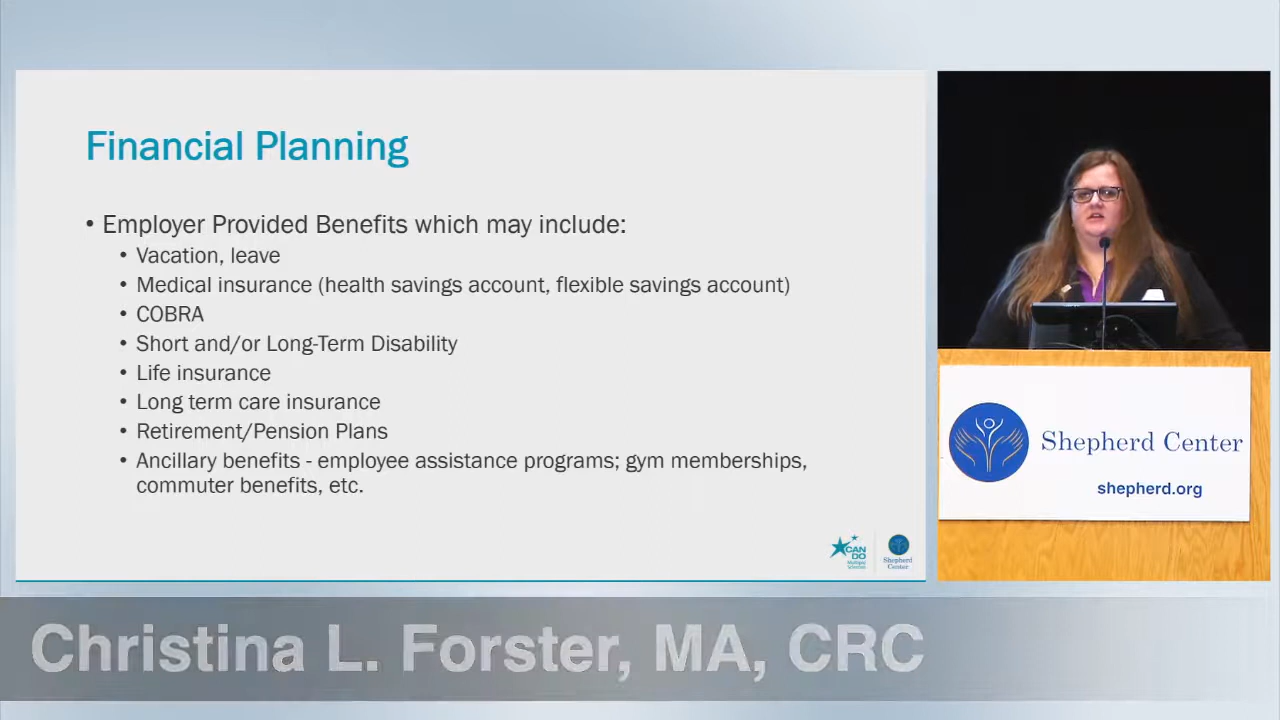 Financial Planning
• Employer Provided Benefits which may include:
• Vacation, leave
• Medical insurance (health savings account, flexible savings account)
• COBRA
• Short and/or Long-Term Disability
• Life insurance
• Long term care insurance
• Retirement/Pension Plans
• Ancillary benefits - employee assistance programs; gym memberships,
commuter benefits, etc.
CAN
DO
Multiple
Sclerosis
Shepherd
Center
Shepherd Center
shepherd.org
Christina L. Forster, MA, CRC